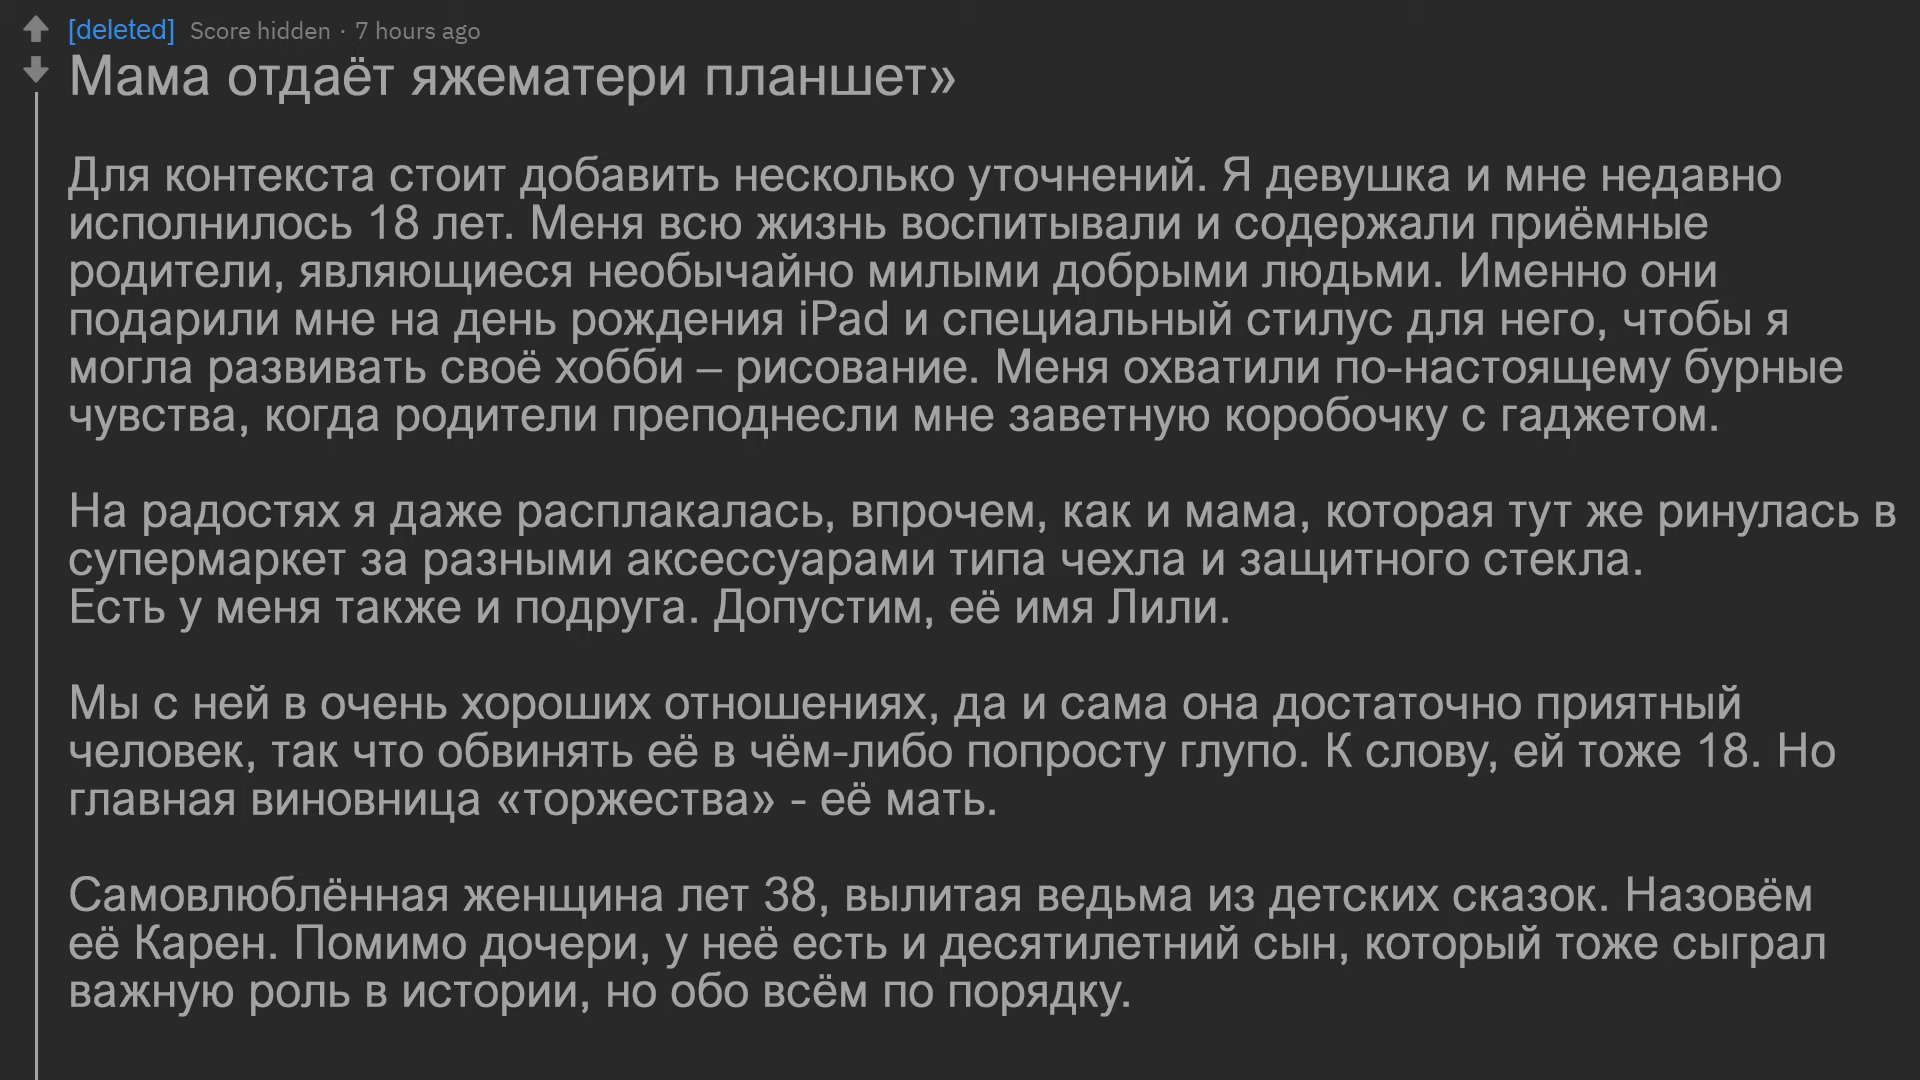 [deleted] Score hidden · 7 hours ago
Мама отдаёт яжематери планшет»
Для контекста стоит добавить несколько уточнений. Я девушка и мне недавно
исполнилось 18 лет. Меня всю жизнь воспитывали и содержали приёмные
родители, являющиеся необычайно милыми добрыми людьми. Именно они
подарили мне на день рождения iPad и специальный стилус для него, чтобы я
могла развивать своё хобби – рисование. Меня охватили по-настоящему бурные
чувства, когда родители преподнесли мне заветную коробочку с гаджетом.
На радостях я даже расплакалась, впрочем, как и мама, которая тут же ринулась в
супермаркет за разными аксессуарами типа чехла и защитного стекла.
Есть у меня также и подруга. Допустим, её имя Лили.
Мы с ней в очень хороших отношениях, да и сама она достаточно приятный
человек, так что обвинять её в чём-либо попросту глупо. К слову, ей тоже 18. Но
главная виновница «торжества» - её мать.
Самовлюблённая женщина лет 38, вылитая ведьма из детских сказок. Назовём
её Карен. Помимо дочери, у неё есть и десятилетний сын, который тоже сыграл
важную роль в истории, но обо всём по порядку.